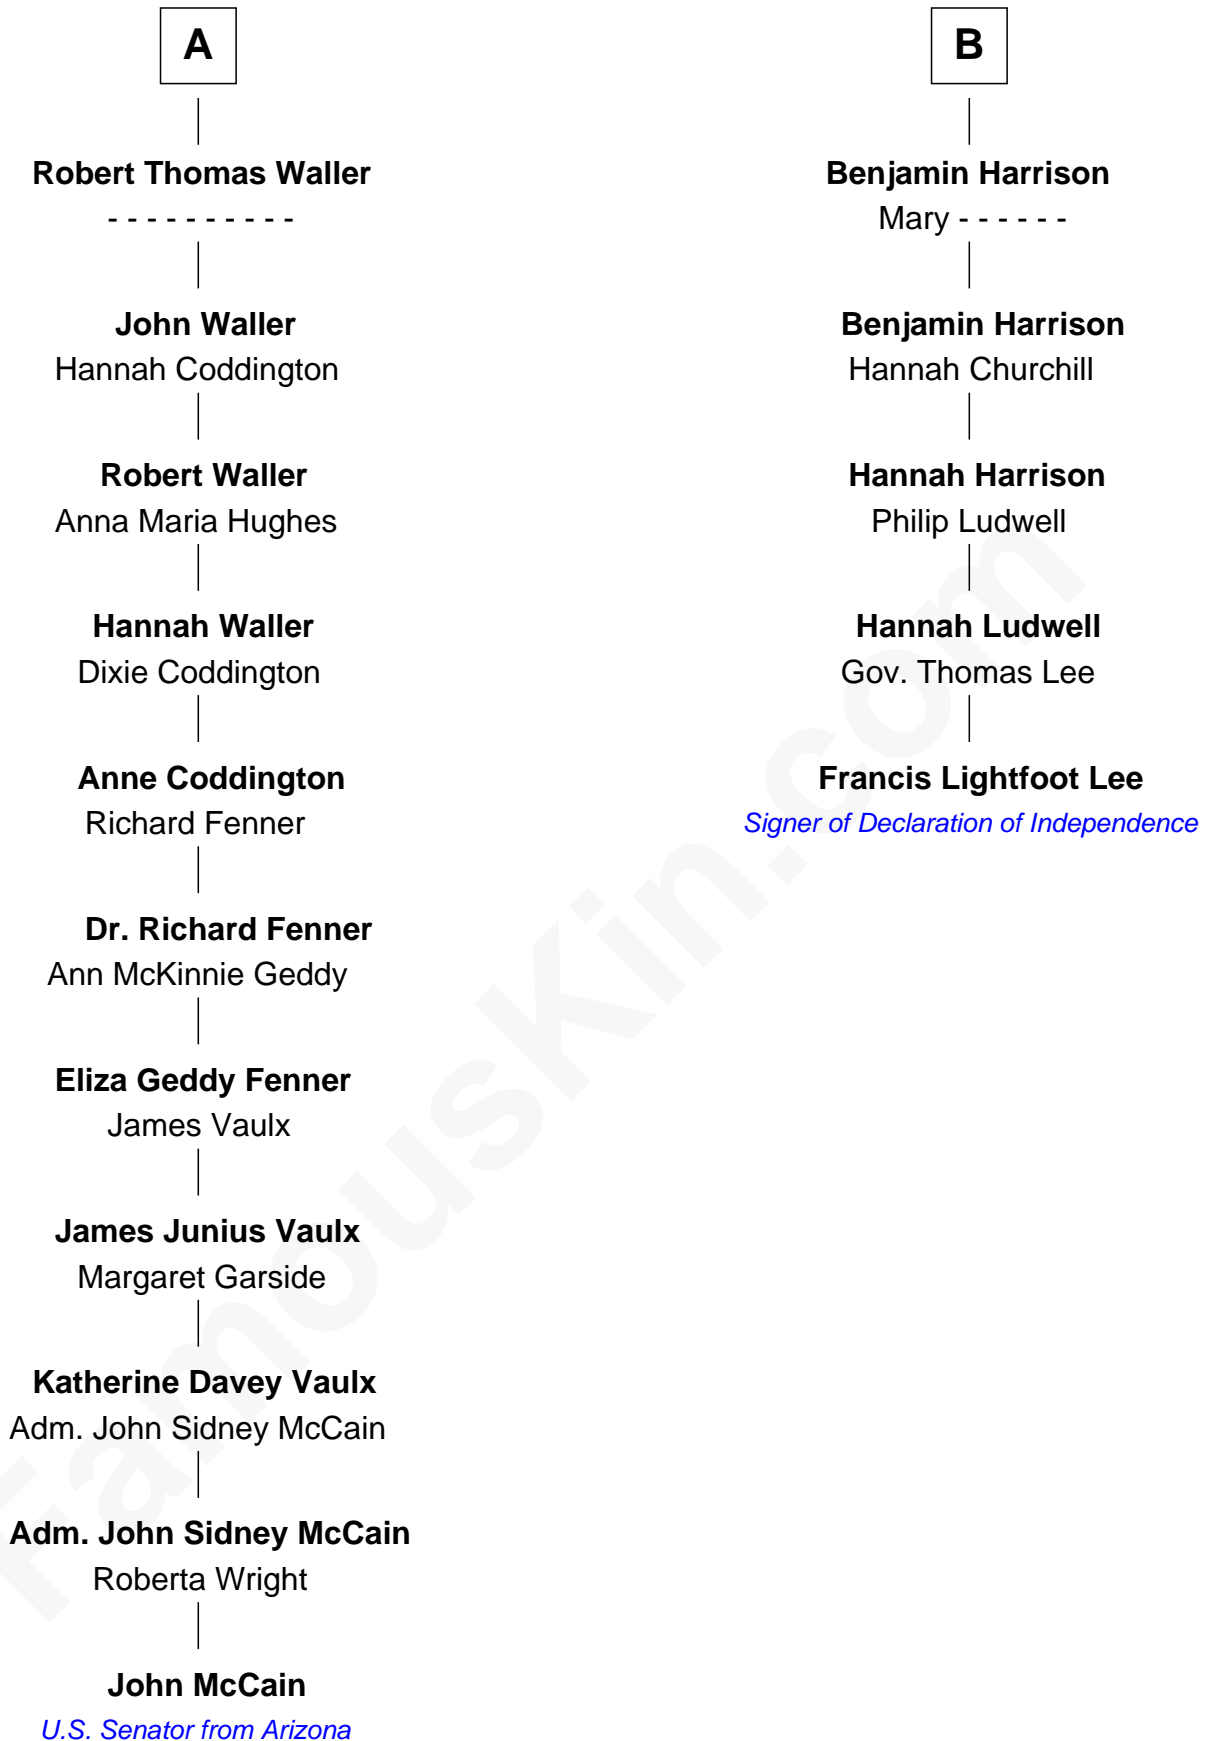 A
Robert Thomas Waller
- - - - - - - - - -
John Waller
Hannah Coddington
Robert Waller
Anna Maria Hughes
Hannah Waller
Dixie Coddington
Anne Coddington
Richard Fenner
Dr. Richard Fenner
Ann McKinnie Geddy
Eliza Geddy Fenner
James Vaulx
James Junius Vaulx
Margaret Garside
Katherine Davey Vaulx
Adm. John Sidney McCain
Adm. John Sidney McCain
Roberta Wright
John McCain
U.S. Senator from Arizona
B
Benjamin Harrison
Mary - - - - - -
Benjamin Harrison
Hannah Churchill
Hannah Harrison
Philip Ludwell
Hannah Ludwell
Gov. Thomas Lee
Francis Lightfoot Lee
Signer of Declaration of Independence
FamousKin.com